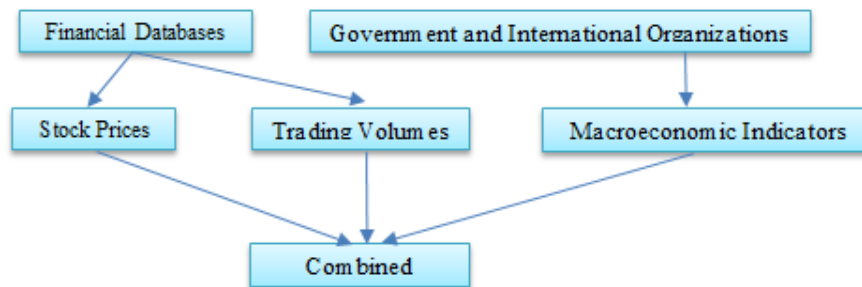 Financial Databases
Government and International Organizations
Stock Prices
Trading Volumes
Macroeconomic Indicators
Combined